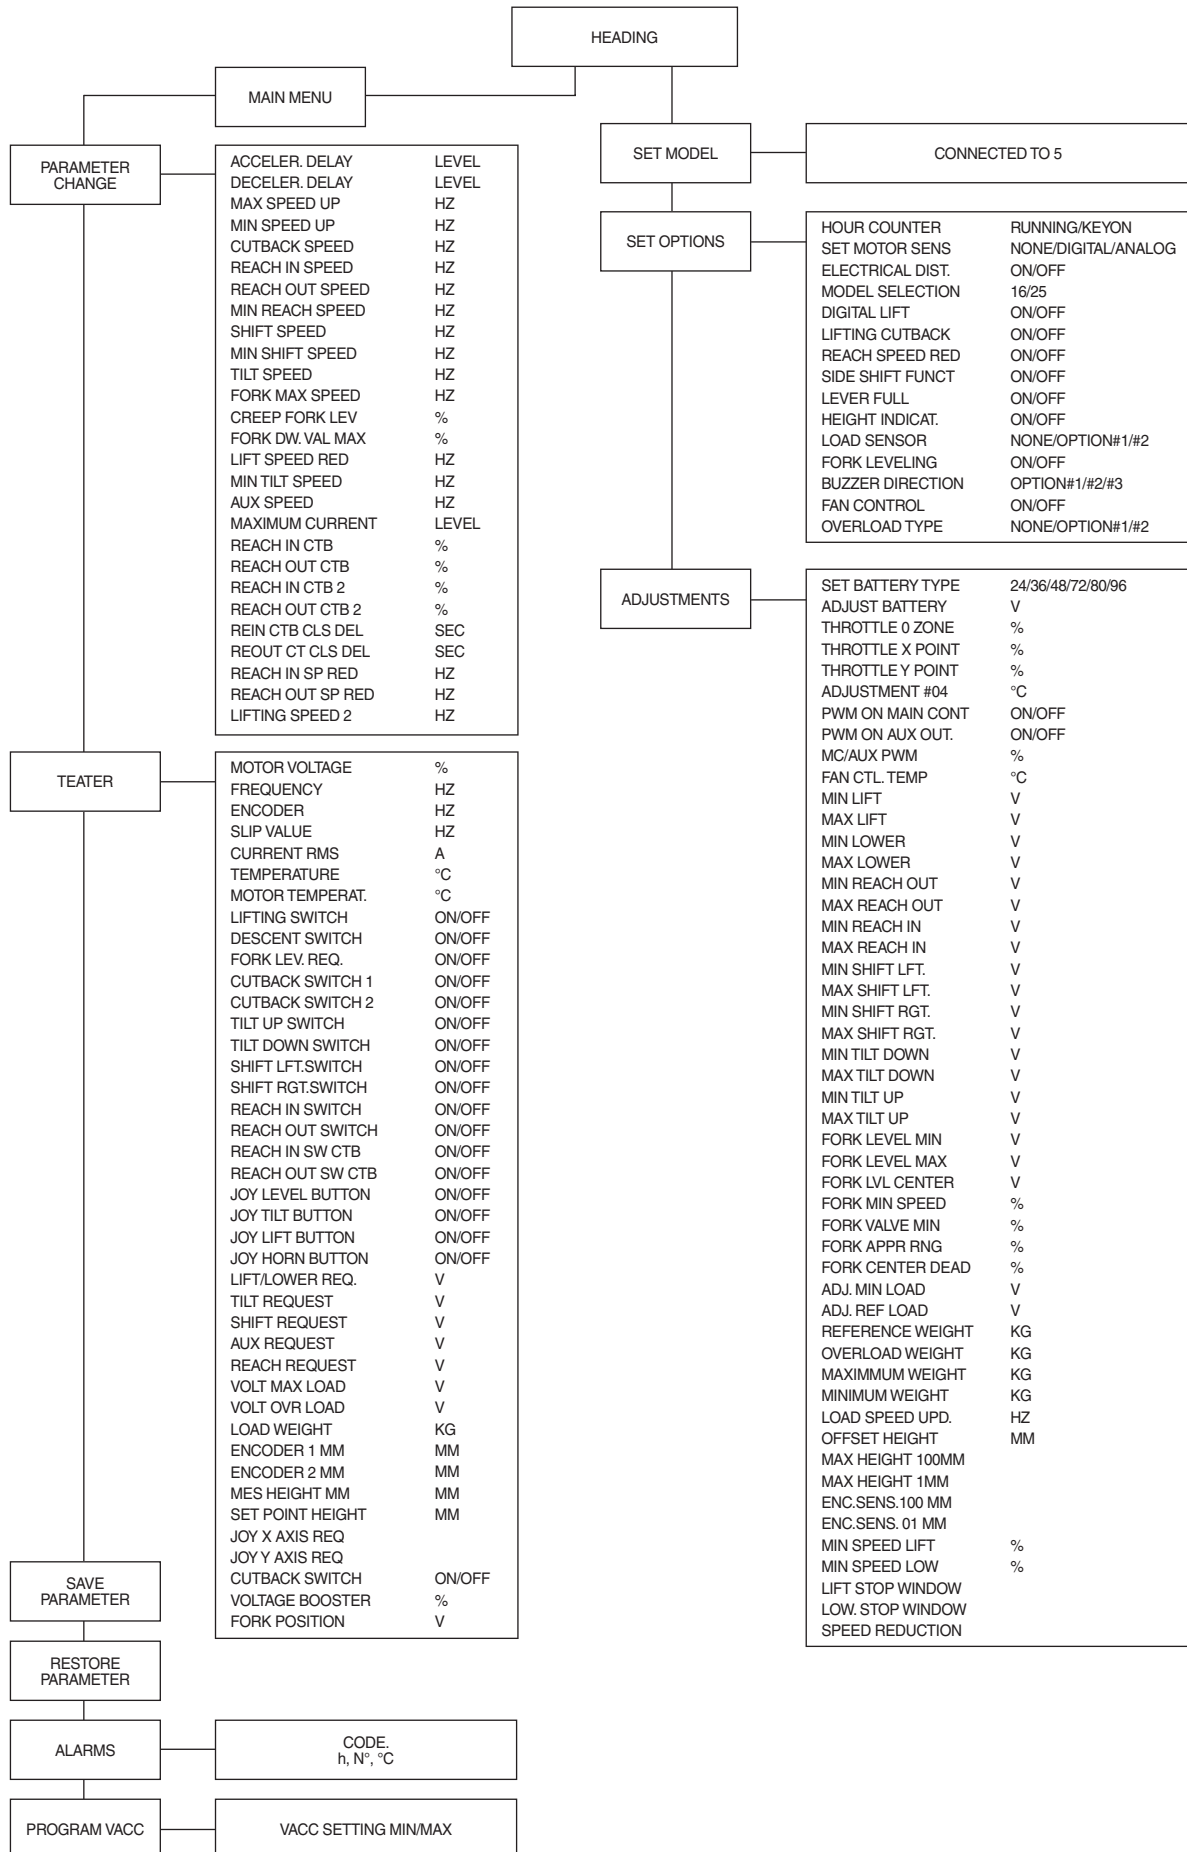 HEADING
MAIN MENU
PARAMETER
CHANGE
ACCELER. DELAY LEVEL
DECELER. DELAY LEVEL
MAX SPEED UP HZ
MIN SPEED UP HZ
CUTBACK SPEED HZ
REACH IN SPEED HZ
REACH OUT SPEED HZ
MIN REACH SPEED HZ
SHIFT SPEED HZ
MIN SHIFT SPEED HZ
TILT SPEED HZ
FORK MAX SPEED HZ
CREEP FORK LEV %
FORK DW. VAL MAX %
LIFT SPEED RED HZ
MIN TILT SPEED HZ
AUX SPEED HZ
MAXIMUM CURRENT LEVEL
REACH IN CTB %
REACH OUT CTB %
REACH IN CTB 2 %
REACH OUT CTB 2 %
REIN CTB CLS DEL SEC
REOUT CT CLS DEL SEC
REACH IN SP RED HZ
REACH OUT SP RED HZ
LIFTING SPEED 2 HZ
TEATER
MOTOR VOLTAGE %
FREQUENCY HZ
ENCODER HZ
SLIP VALUE HZ
CURRENT RMS A
TEMPERATURE °C
MOTOR TEMPERAT. °C
LIFTING SWITCH ON/OFF
DESCENT SWITCH ON/OFF
FORK LEV. REQ. ON/OFF
CUTBACK SWITCH 1 ON/OFF
CUTBACK SWITCH 2 ON/OFF
TILT UP SWITCH ON/OFF
TILT DOWN SWITCH ON/OFF
SHIFT LFT.SWITCH ON/OFF
SHIFT RGT.SWITCH ON/OFF
REACH IN SWITCH ON/OFF
REACH OUT SWITCH ON/OFF
REACH IN SW CTB ON/OFF
REACH OUT SW CTB ON/OFF
JOY LEVEL BUTTON ON/OFF
JOY TILT BUTTON ON/OFF
JOY LIFT BUTTON ON/OFF
JOY HORN BUTTON ON/OFF
LIFT/LOWER REQ. V
TILT REQUEST V
SHIFT REQUEST V
AUX REQUEST V
REACH REQUEST V
VOLT MAX LOAD V
VOLT OVR LOAD V
LOAD WEIGHT KG
ENCODER 1 MM MM
ENCODER 2 MM MM
MES HEIGHT MM MM
SET POINT HEIGHT MM
JOY X AXIS REQ
JOY Y AXIS REQ
CUTBACK SWITCH ON/OFF
VOLTAGE BOOSTER %
FORK POSITION V
SAVE
PARAMETER
RESTORE
PARAMETER
ALARMS
CODE.
h, N°, °C
PROGRAM VACC
VACC SETTING MIN/MAX
SET MODEL
CONNECTED TO 5
SET OPTIONS
HOUR COUNTER RUNNING/KEYON
SET MOTOR SENS NONE/DIGITAL/ANALOG
ELECTRICAL DIST. ON/OFF
MODEL SELECTION 16/25
DIGITAL LIFT ON/OFF
LIFTING CUTBACK ON/OFF
REACH SPEED RED ON/OFF
SIDE SHIFT FUNCT ON/OFF
LEVER FULL ON/OFF
HEIGHT INDICAT. ON/OFF
LOAD SENSOR NONE/OPTION#1/#2
FORK LEVELING ON/OFF
BUZZER DIRECTION OPTION#1/#2/#3
FAN CONTROL ON/OFF
OVERLOAD TYPE NONE/OPTION#1/#2
ADJUSTMENTS
SET BATTERY TYPE 24/36/48/72/80/96
ADJUST BATTERY V
THROTTLE 0 ZONE %
THROTTLE X POINT %
THROTTLE Y POINT %
ADJUSTMENT #04 °C
PWM ON MAIN CONT ON/OFF
PWM ON AUX OUT. ON/OFF
MC/AUX PWM %
FAN CTL. TEMP °C
MIN LIFT V
MAX LIFT V
MIN LOWER V
MAX LOWER V
MIN REACH OUT V
MAX REACH OUT V
MIN REACH IN V
MAX REACH IN V
MIN SHIFT LFT. V
MAX SHIFT LFT. V
MIN SHIFT RGT. V
MAX SHIFT RGT. V
MIN TILT DOWN V
MAX TILT DOWN V
MIN TILT UP V
MAX TILT UP V
FORK LEVEL MIN V
FORK LEVEL MAX V
FORK LVL CENTER V
FORK MIN SPEED %
FORK VALVE MIN %
FORK APPR RNG %
FORK CENTER DEAD %
ADJ. MIN LOAD V
ADJ. REF LOAD V
REFERENCE WEIGHT KG
OVERLOAD WEIGHT KG
MAXIMMUM WEIGHT KG
MINIMUM WEIGHT KG
LOAD SPEED UPD. HZ
OFFSET HEIGHT MM
MAX HEIGHT 100MM
MAX HEIGHT 1MM
ENC.SENS.100 MM
ENC.SENS. 01 MM
MIN SPEED LIFT %
MIN SPEED LOW %
LIFT STOP WINDOW
LOW. STOP WINDOW
SPEED REDUCTION